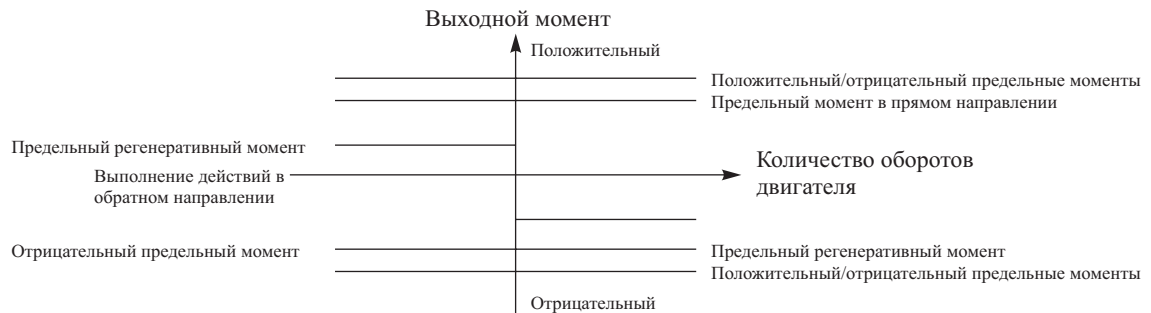 Выходной момент
Положительный
Положительный/отрицательный предельные моменты
Предельный момент в прямом направлении
Предельный регенеративный момент
Количество оборотов
двигателя
Выполнение действий в
обратном направлении
Отрицательный предельный момент
Предельный регенеративный момент
Положительный/отрицательный предельные моменты
Отрицательный